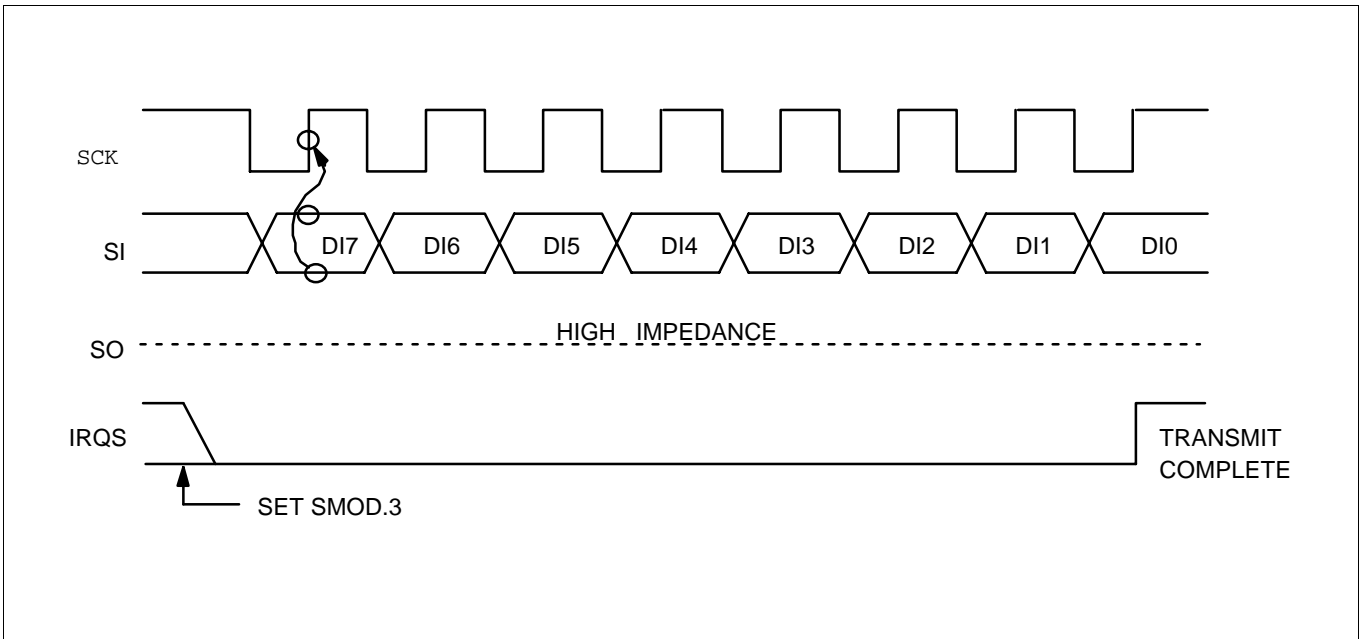 SCK
SI DI7 DI6 DI5 DI4 DI3 DI2 DI1 DI0
SO HIGH IMPEDANCE
IRQS TRANSMIT
COMPLETE
SET SMOD.3